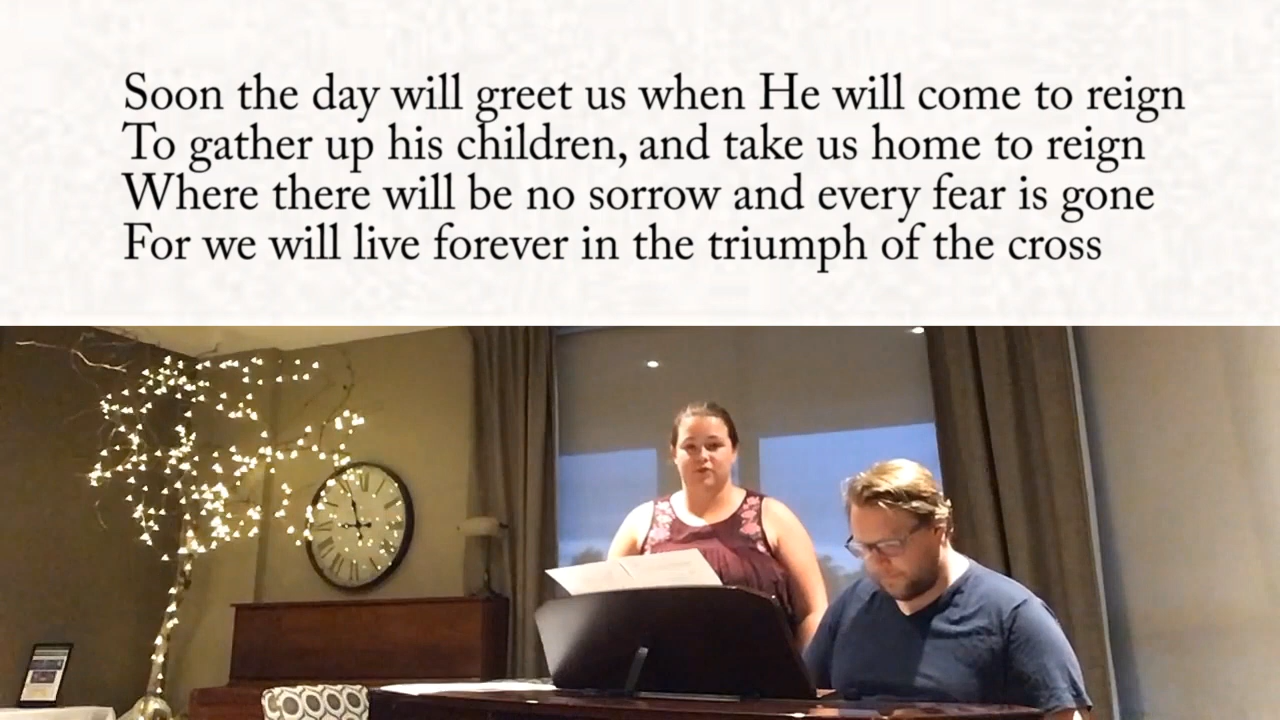 Soon the day will greet us when He will come to reign
To gather up his children, and take us home to reign
Where there will be no sorrow and every fear is gone
For we will live forever in the triumph of the cross